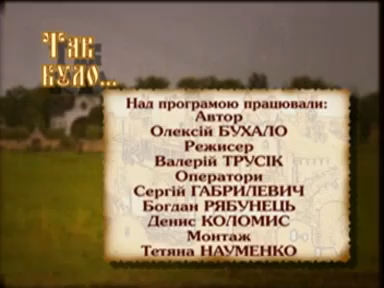 Так
було...
Над програмою працювали:
Автор
Олексій БУХАЛО
Режисер
Валерій ТРУСІК
Оператори
Сергій ГАБРИЛЕВИЧ
Богдан РЯБУНЕЦЬ
Денис КОЛОМИС
Монтаж
Тетяна НАУМЕНКО